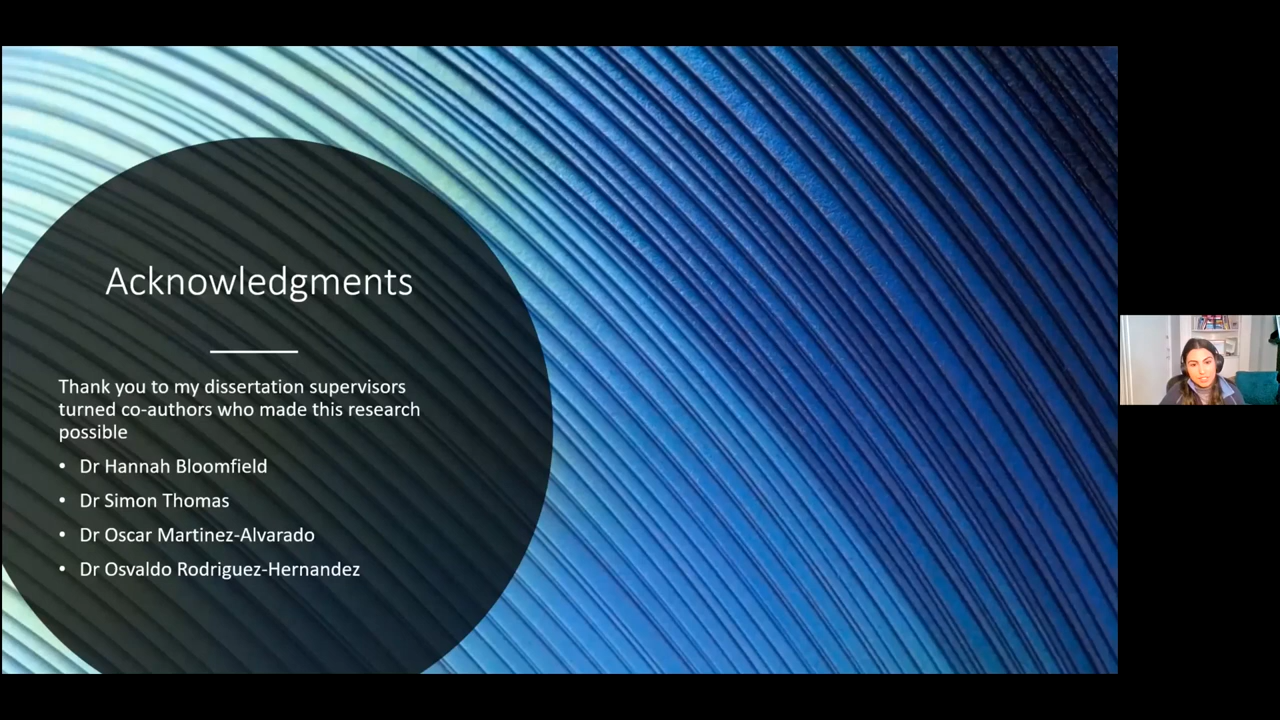 Acknowledgments
Thank you to my dissertation supervisors
turned co-authors who made this research
possible
• Dr Hannah Bloomfield
• Dr Simon Thomas
• Dr Oscar Martinez-Alvarado
• Dr Osvaldo Rodriguez-Hernandez